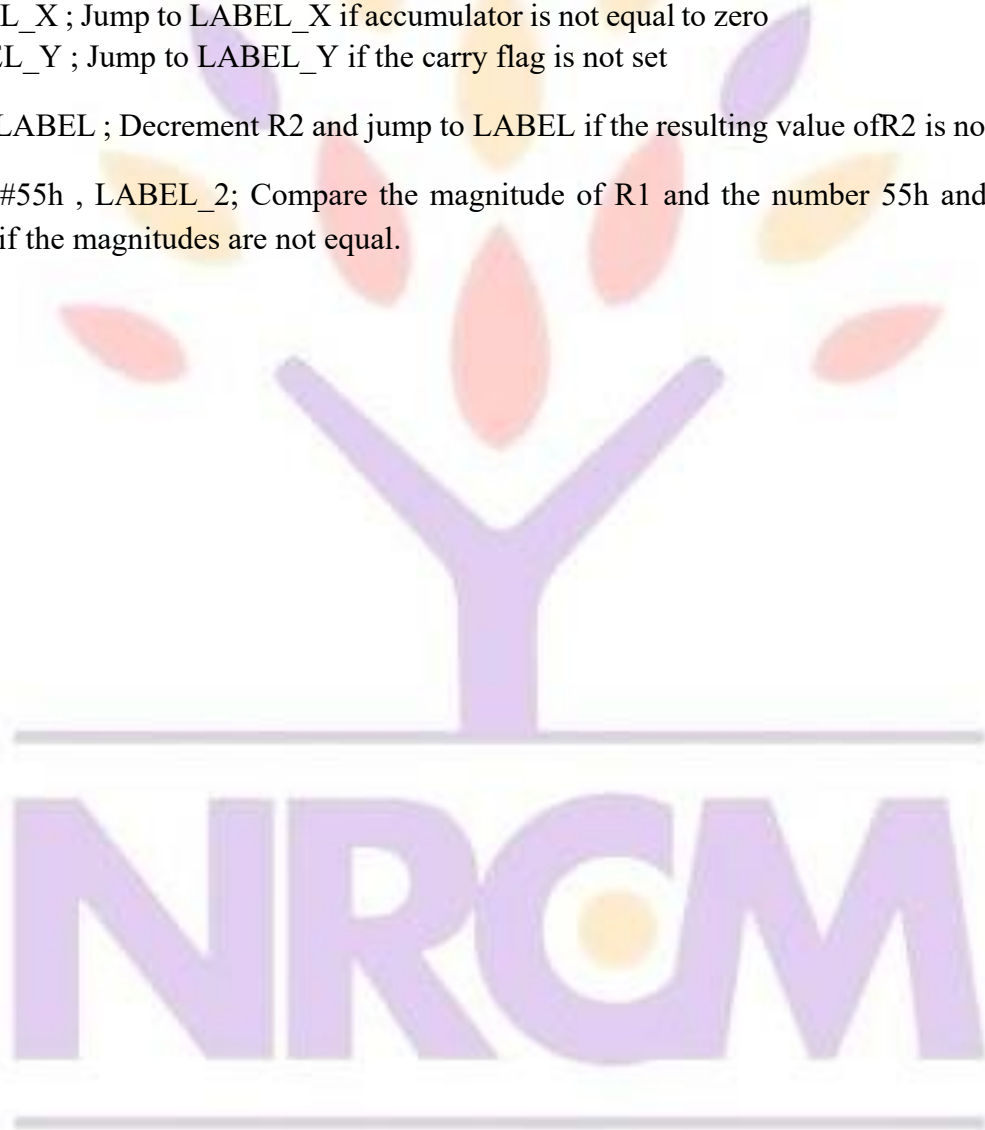 L_X ; Jump to LABEL_X if accumulator is not equal to zero
L_Y ; Jump to LABEL_Y if the carry flag is not set
LABEL ; Decrement R2 and jump to LABEL if the resulting value ofR2 is no
#55h , LABEL_2; Compare the magnitude of R1 and the number 55h and
if the magnitudes are not equal.
NRCM